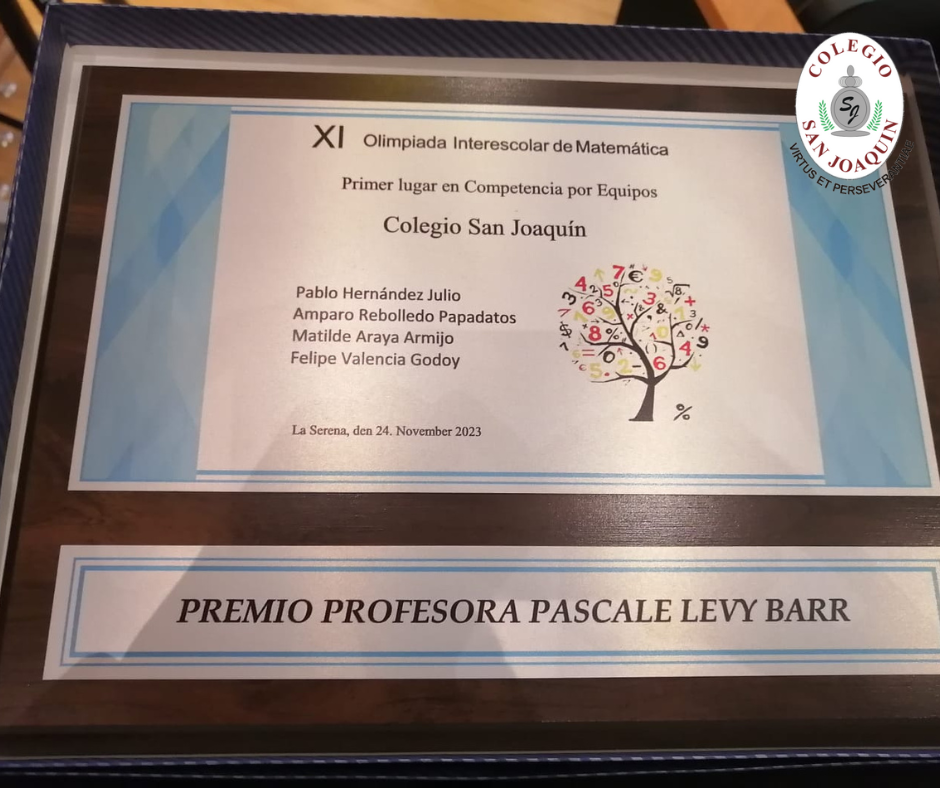 COLEGIO
SAN JOAQUIN
SJ
VIRTUS ET PERSEVERANTIRE
XI Olimpiada Interescolar de Matemática
Primer lugar en Competencia por Equipos
Colegio San Joaquín
Pablo Hernández Julio
Amparo Rebolledo Papadatos
Matilde Araya Armijo
Felipe Valencia Godoy
La Serena, den 24. November 2023
%
PREMIO PROFESORA PASCALE LEVY BARR